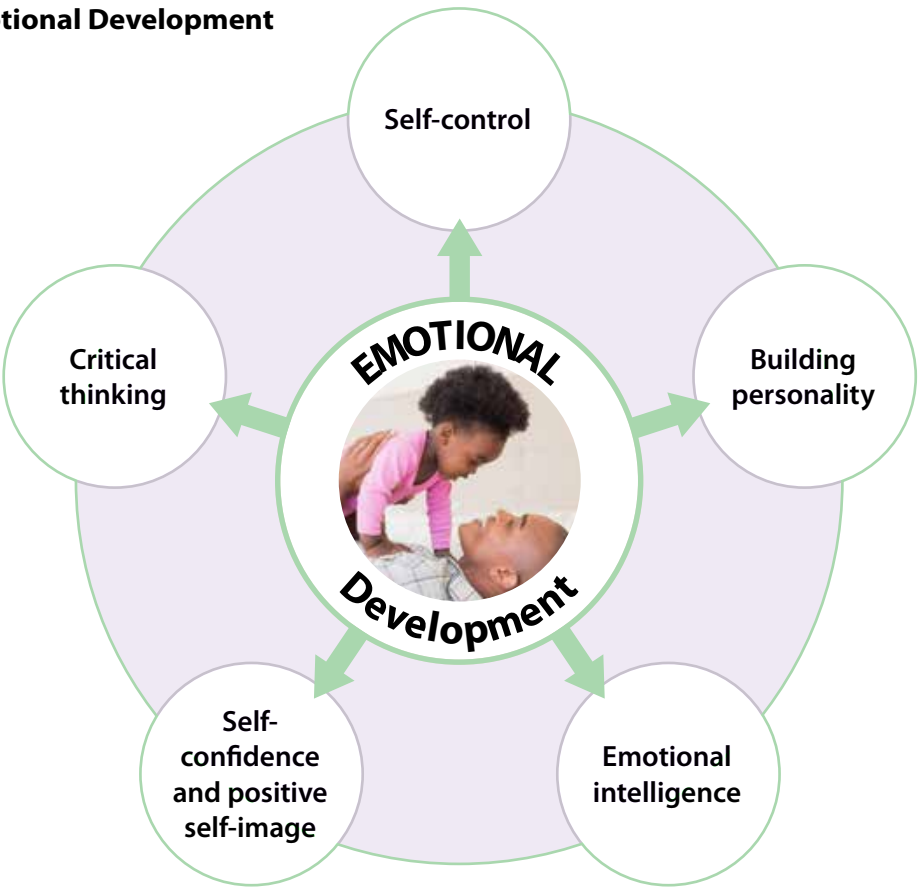 tional Development
Self-control
Critical
thinking
Building
personality
EMOTIONAL
Development
Self-
confidence
and positive
self-image
Emotional
intelligence